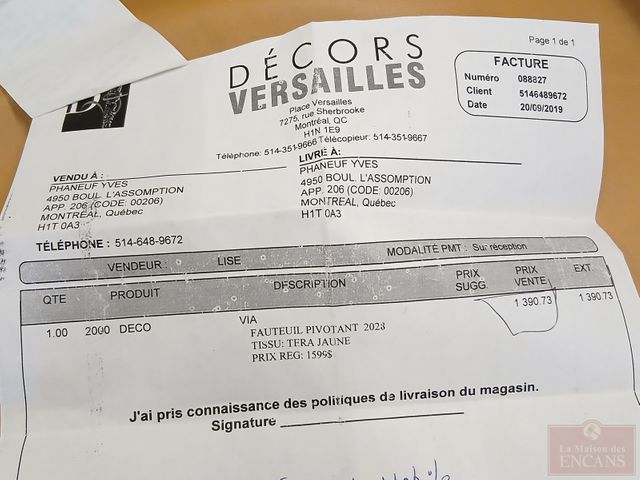 Page 1 de 1
DÉCORS
VERSAILLES
Place Versailles
7275, rue Sherbrooke
Montréal, QC
H1N 1E9
Téléphone: 514-351-9666 Télécopieur: 514-351-9667
FACTURE
Numéro 088827
Client 5146489672
Date 20/09/2019
VENDU À :
PHANEUF YVES
4950 BOUL. L'ASSOMPTION
APP. 206 (CODE: 00206)
MONTRÉAL, Québec
H1T 0A3
LIVRÉ À:
PHANEUF YVES
4950 BOUL. L'ASSOMPTION
APP. 206 (CODE: 00206)
MONTRÉAL, Québec
H1T 0A3
TÉLÉPHONE : 514-648-9672
VENDEUR : LISE MODALITÉ PMT : Sur réception
QTE PRODUIT DESCRIPTION PRIX SUGG. PRIX VENTE EXT.
1.00 2000 DECO VIA 1 390.73 1 390.73
FAUTEUIL PIVOTANT 2028
TISSU: TERA JAUNE
PRIX REG: 1599$
J'ai pris connaissance des politiques de livraison du magasin.
Signature
La Maison des
ENCANS